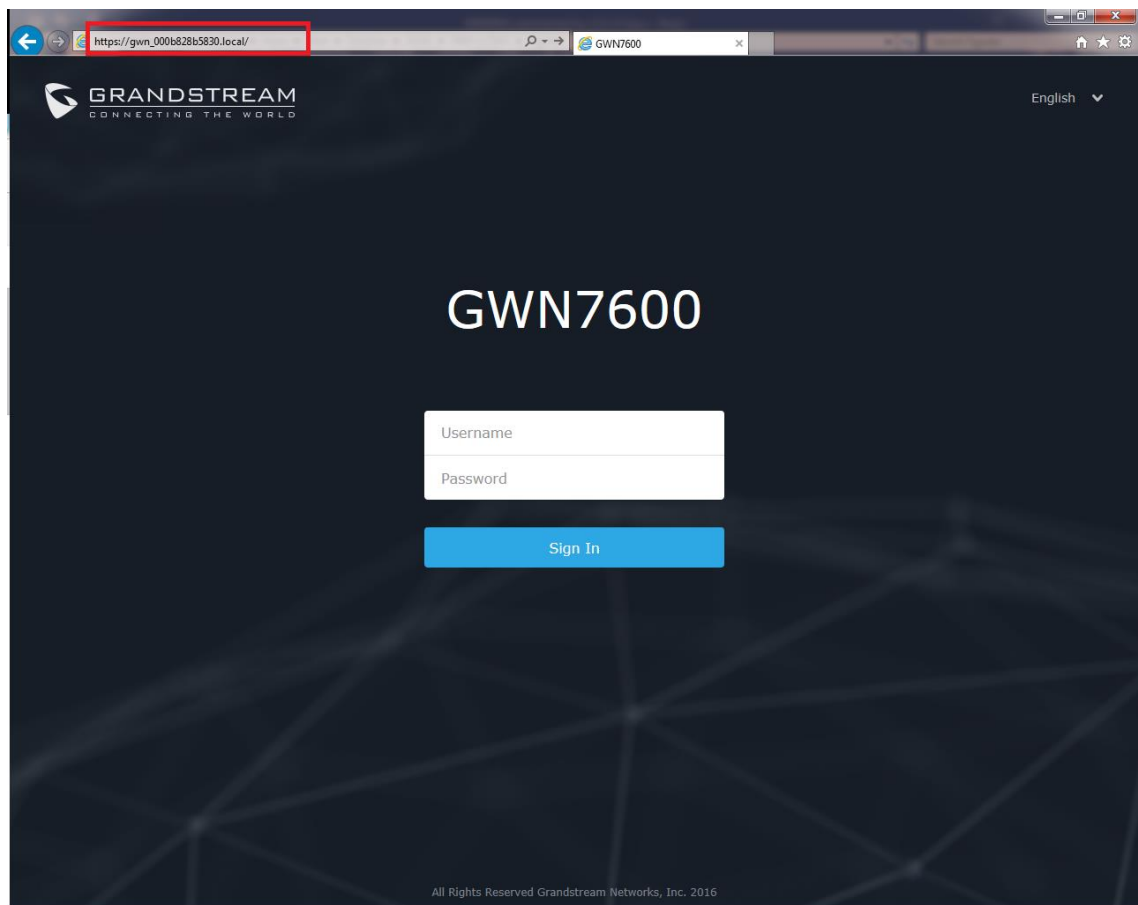 https://gwn_000b828b5830.local/
GWN7600
GRANDSTREAM
CONNECTING THE WORLD
English
GWN7600
Username
Password
Sign In
All Rights Reserved Grandstream Networks, Inc. 2016